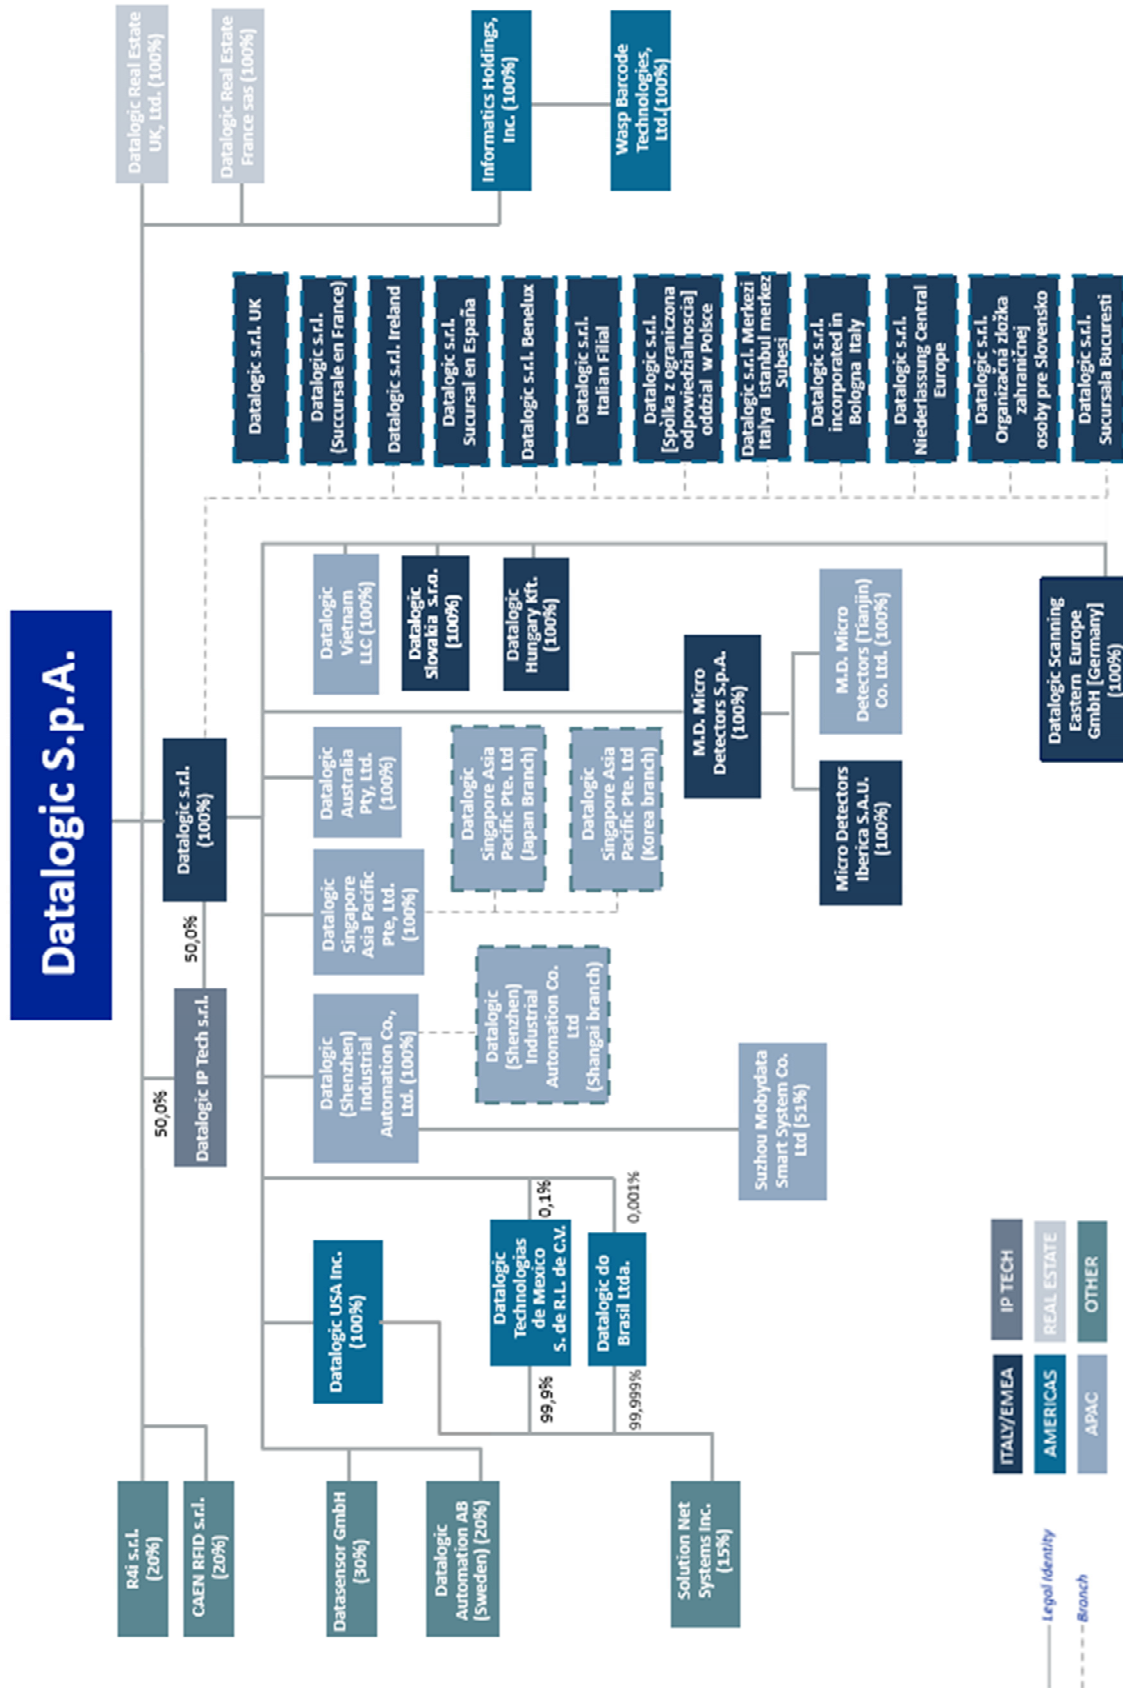 Datalogic S.p.A.
R4i s.r.l.
(20%)
CAEN RFID s.r.l.
(20%)
50,0%
Datalogic IP Tech s.r.l.
50,0%
Datalogic s.r.l.
(100%)
Datalogic Real Estate
UK, Ltd. (100%)
Datalogic Real Estate
France sas (100%)
Informatics Holdings,
Inc. (100%)
Wasp Barcode
Technologies,
Ltd.(100%)
Datasensor GmbH
(30%)
Datalogic
Automation AB
(Sweden) (20%)
Solution Net
Systems Inc.
(15%)
Datalogic USA Inc.
(100%)
99,9%
Datalogic
Technologias
de Mexico
S. de R.L. de C.V.
0,1%
99,999%
Datalogic do
Brasil Ltda.
0,001%
Datalogic
(Shenzhen)
Industrial
Automation Co.,
Ltd. (100%)
Datalogic
(Shenzhen)
Industrial
Automation Co.
Ltd
(Shangai branch)
Suzhou Mobydata
Smart System Co.
Ltd (51%)
Datalogic
Singapore
Asia Pacific
Pte, Ltd.
(100%)
Datalogic
Singapore Asia
Pacific Pte. Ltd
(Japan Branch)
Datalogic
Singapore Asia
Pacific Pte. Ltd
(Korea branch)
Datalogic
Australia
Pty, Ltd.
(100%)
M.D. Micro
Detectors S.p.A.
(100%)
Micro Detectors
Iberica S.A.U.
(100%)
M.D. Micro
Detectors (Tianjin)
Co. Ltd. (100%)
Datalogic
Vietnam
LLC (100%)
Datalogic
Slovakia s.r.o.
(100%)
Datalogic
Hungary Kft.
(100%)
Datalogic Scanning
Eastern Europe
GmbH [Germany]
(100%)
Datalogic s.r.l. UK
Datalogic s.r.l.
(Succursale en France)
Datalogic s.r.l. Ireland
Datalogic s.r.l.
Sucursal en España
Datalogic s.r.l. Benelux
Datalogic s.r.l.
Italian Filial
Datalogic s.r.l.
[Spólka z ograniczona
odpowiedzialnoscia]
oddzial w Polsce
Datalogic s.r.l. Merkezi
Italya Istanbul merkez
Subesi
Datalogic s.r.l.
incorporated in
Bologna Italy
Datalogic s.r.l.
Niederlassung Central
Europe
Datalogic s.r.l.
Organizačná zložka
zahraničnej
osoby pre Slovensko
Datalogic s.r.l.
Sucursala Bucuresti
Legal Identity
Branch
ITALY/EMEA
IP TECH
AMERICAS
REAL ESTATE
APAC
OTHER